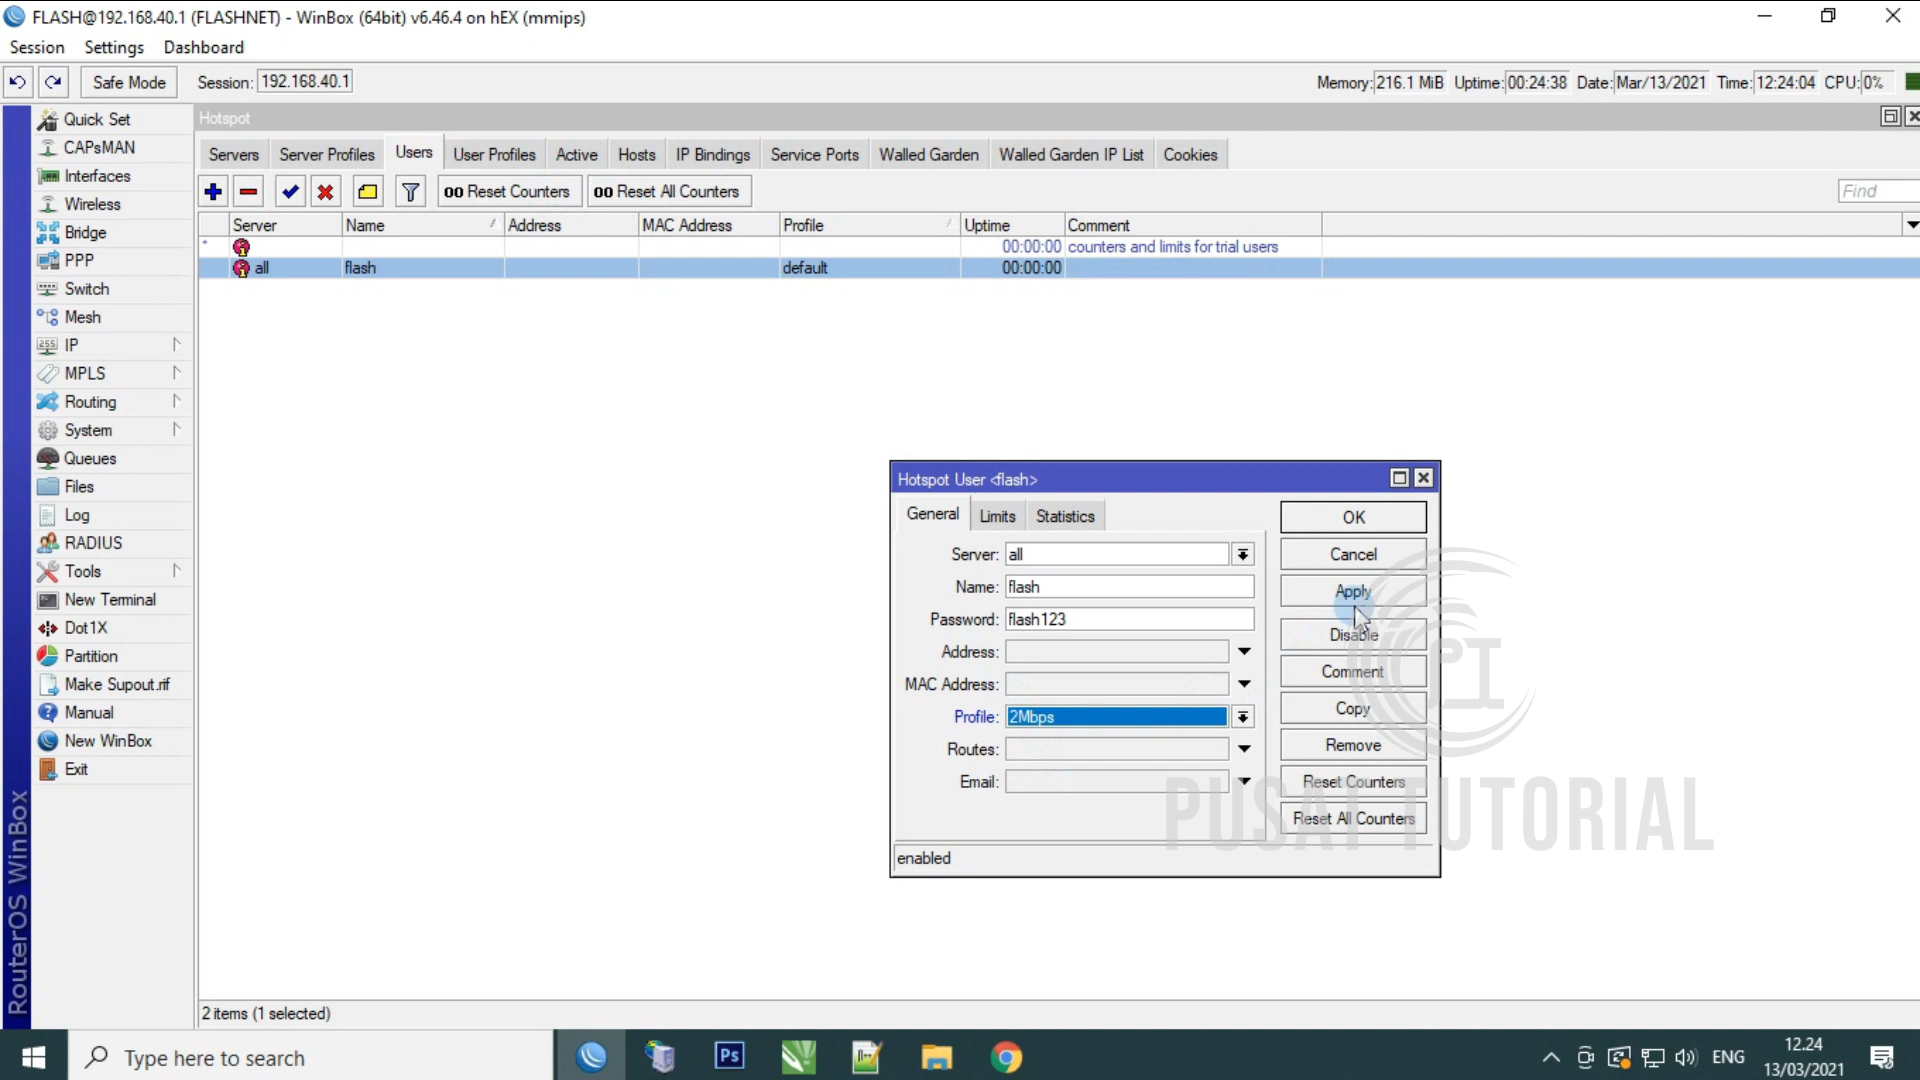 FLASH@192.168.40.1 (FLASHNET) - WinBox (64bit) v6.46.4 on hEX (mmips)
Session Settings Dashboard
Safe Mode Session: 192.168.40.1 Memory: 216.1 MiB Uptime: 00:24:38 Date: Mar/13/2021 Time: 12:24:04 CPU: 0%
Quick Set
CAPsMAN
Interfaces
Wireless
Bridge
PPP
Switch
Mesh
IP
MPLS
Routing
System
Queues
Files
Log
RADIUS
Tools
New Terminal
Dot1X
Partition
Make Supout.rif
Manual
New WinBox
Exit
RouterOS WinBox
Hotspot
Servers Server Profiles Users User Profiles Active Hosts IP Bindings Service Ports Walled Garden Walled Garden IP List Cookies
00 Reset Counters 00 Reset All Counters Find
Server Name Address MAC Address Profile Uptime Comment
* 00:00:00 counters and limits for trial users
all flash default 00:00:00
Hotspot User <flash>
General Limits Statistics
Server: all
Name: flash
Password: flash123
Address:
MAC Address:
Profile: 2Mbps
Routes:
Email:
enabled
OK
Cancel
Apply
Disable
Comment
Copy
Remove
Reset Counters
Reset All Counters
PUSAT TUTORIAL
2 items (1 selected)
Type here to search
Ps
ENG
12.24
13/03/2021